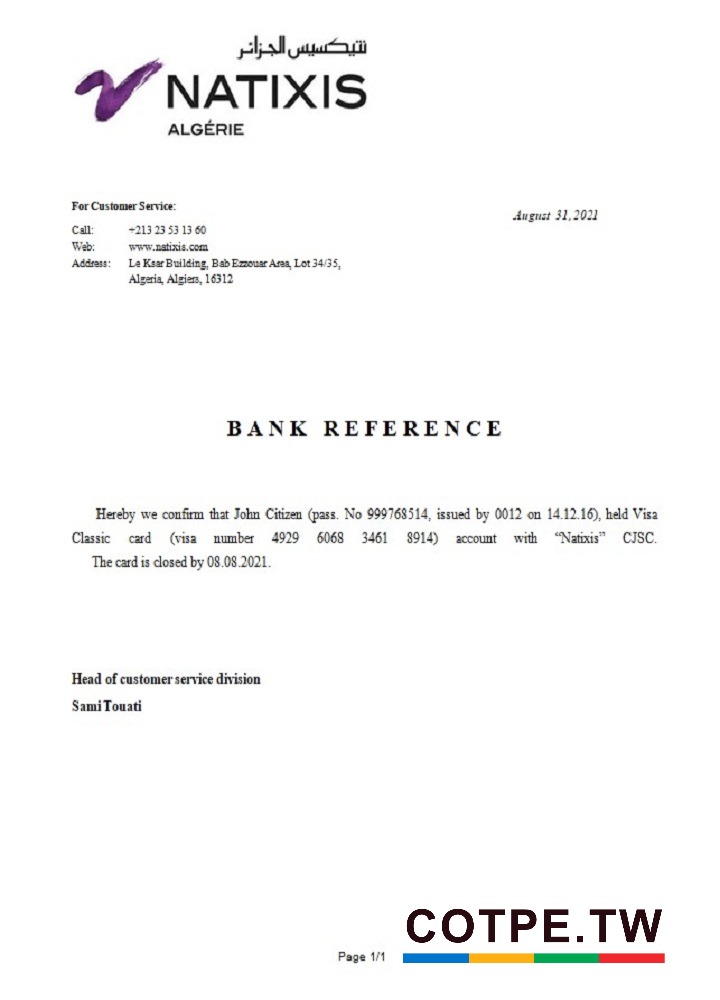 نتيكسيس الجزائر
NATIXIS
ALGÉRIE
For Customer Service:
August 31, 2021
Call: +213 23 53 13 60
Web: www.natixis.com
Address: Le Ksar Building, Bab Ezzouar Area, Lot 34/35,
Algeria, Algiers, 16312
BANK REFERENCE
Hereby we confirm that John Citizen (pass. No 999768514, issued by 0012 on 14.12.16), held Visa
Classic card (visa number 4929 6068 3461 8914) account with “Natixis” CJSC.
The card is closed by 08.08.2021.
Head of customer service division
Sami Touati
COTPE.TW
Page 1/1